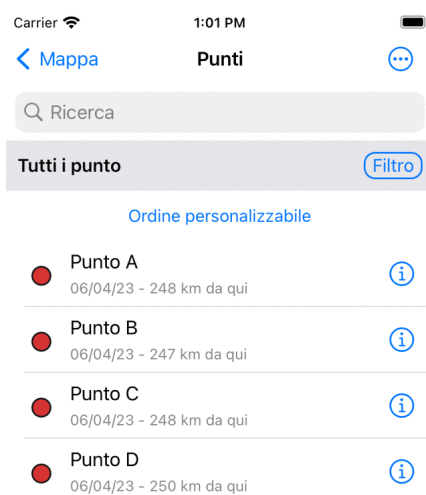 Carrier 1:01 PM
Mappa Punti
Ricerca
Tutti i punto Filtro
Ordine personalizzabile
Punto A
06/04/23 - 248 km da qui
Punto B
06/04/23 - 247 km da qui
Punto C
06/04/23 - 248 km da qui
Punto D
06/04/23 - 250 km da qui